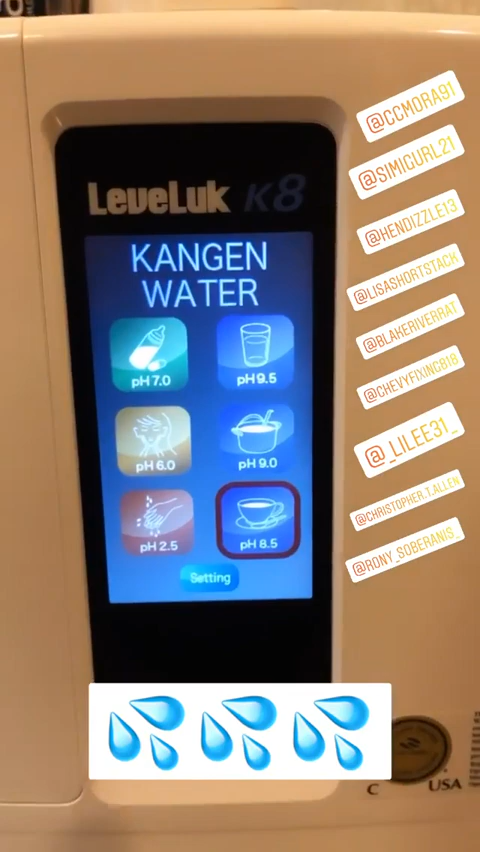 LeveLuk K8
KANGEN
WATER
pH 7.0
pH 9.5
pH 6.0
pH 9.0
pH 2.5
pH 8.5
Setting
@CCMORA91
@SIMIGURL21
@HENDIZZLE13
@LISASHORTSTACK
@BLAKERIVERRAT
@CHEVYFIXING818
@_LILEE31_
@CHRISTOPHER.T.ALLEN
@RONY_SOBERANIS_
C USA